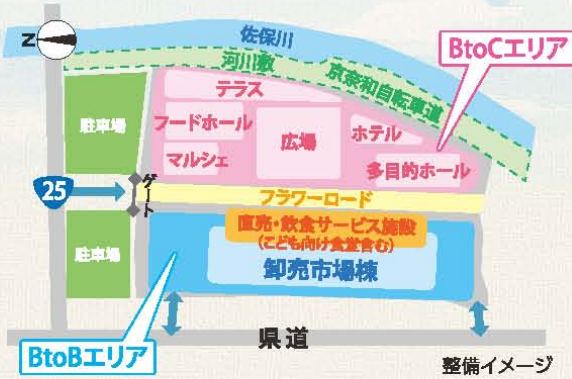 N
佐保川
河川敷
京奈和自転車道
BtoCエリア
テラス
駐車場
フードホール
広場
ホテル
マルシェ
多目的ホール
25
ゲート
フラワーロード
直売・飲食サービス施設
(こども向け食堂含む)
駐車場
卸売市場棟
県道
BtoBエリア
整備イメージ